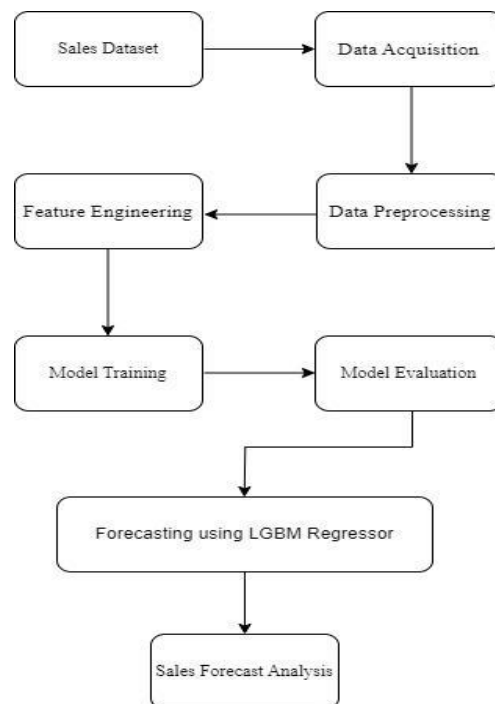 Sales Dataset
Data Acquisition
Data Preprocessing
Feature Engineering
Model Training
Model Evaluation
Forecasting using LGBM Regressor
Sales Forecast Analysis